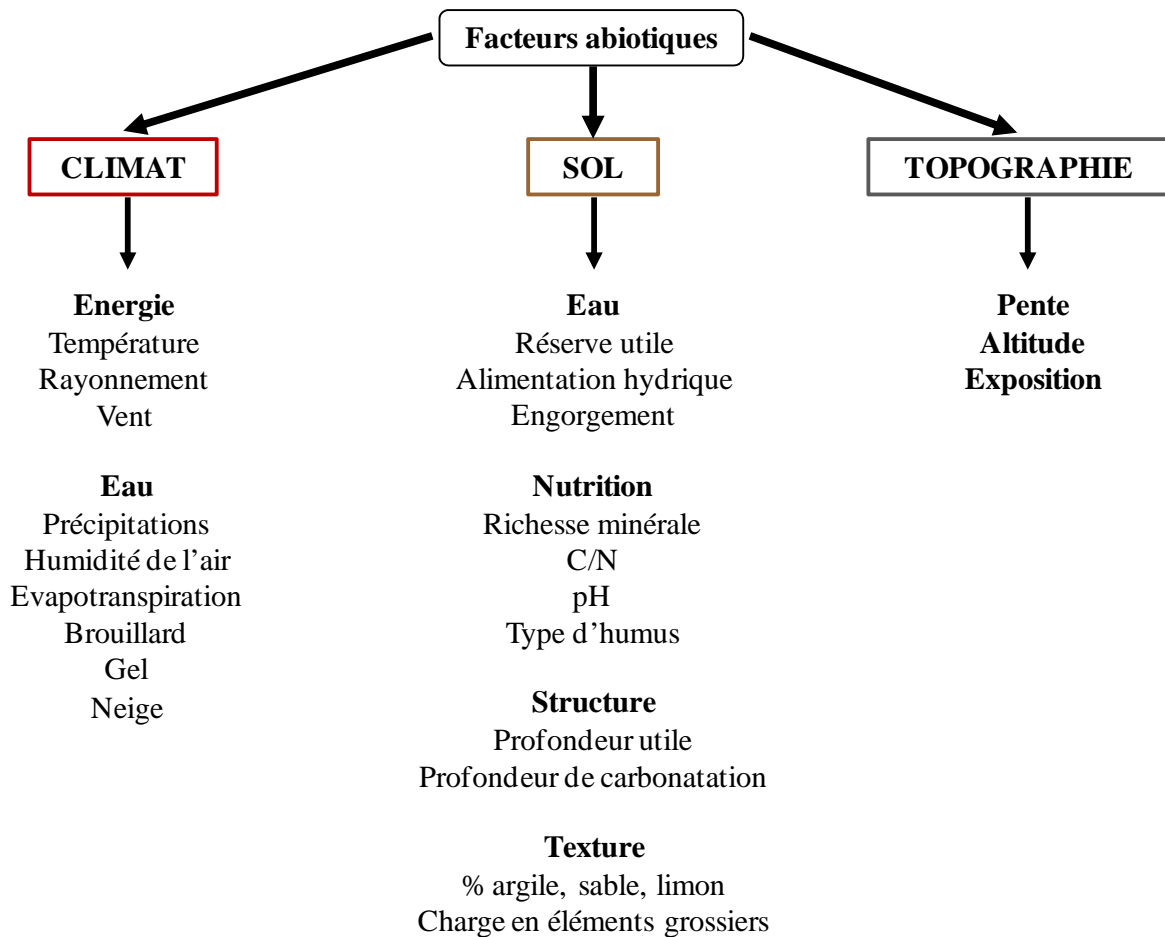 Facteurs abiotiques
CLIMAT
SOL
TOPOGRAPHIE
Energie
Température
Rayonnement
Vent
Eau
Précipitations
Humidité de l’air
Evapotranspiration
Brouillard
Gel
Neige
Eau
Réserve utile
Alimentation hydrique
Engorgement
Nutrition
Richesse minérale
C/N
pH
Type d’humus
Structure
Profondeur utile
Profondeur de carbonatation
Texture
% argile, sable, limon
Charge en éléments grossiers
Pente
Altitude
Exposition